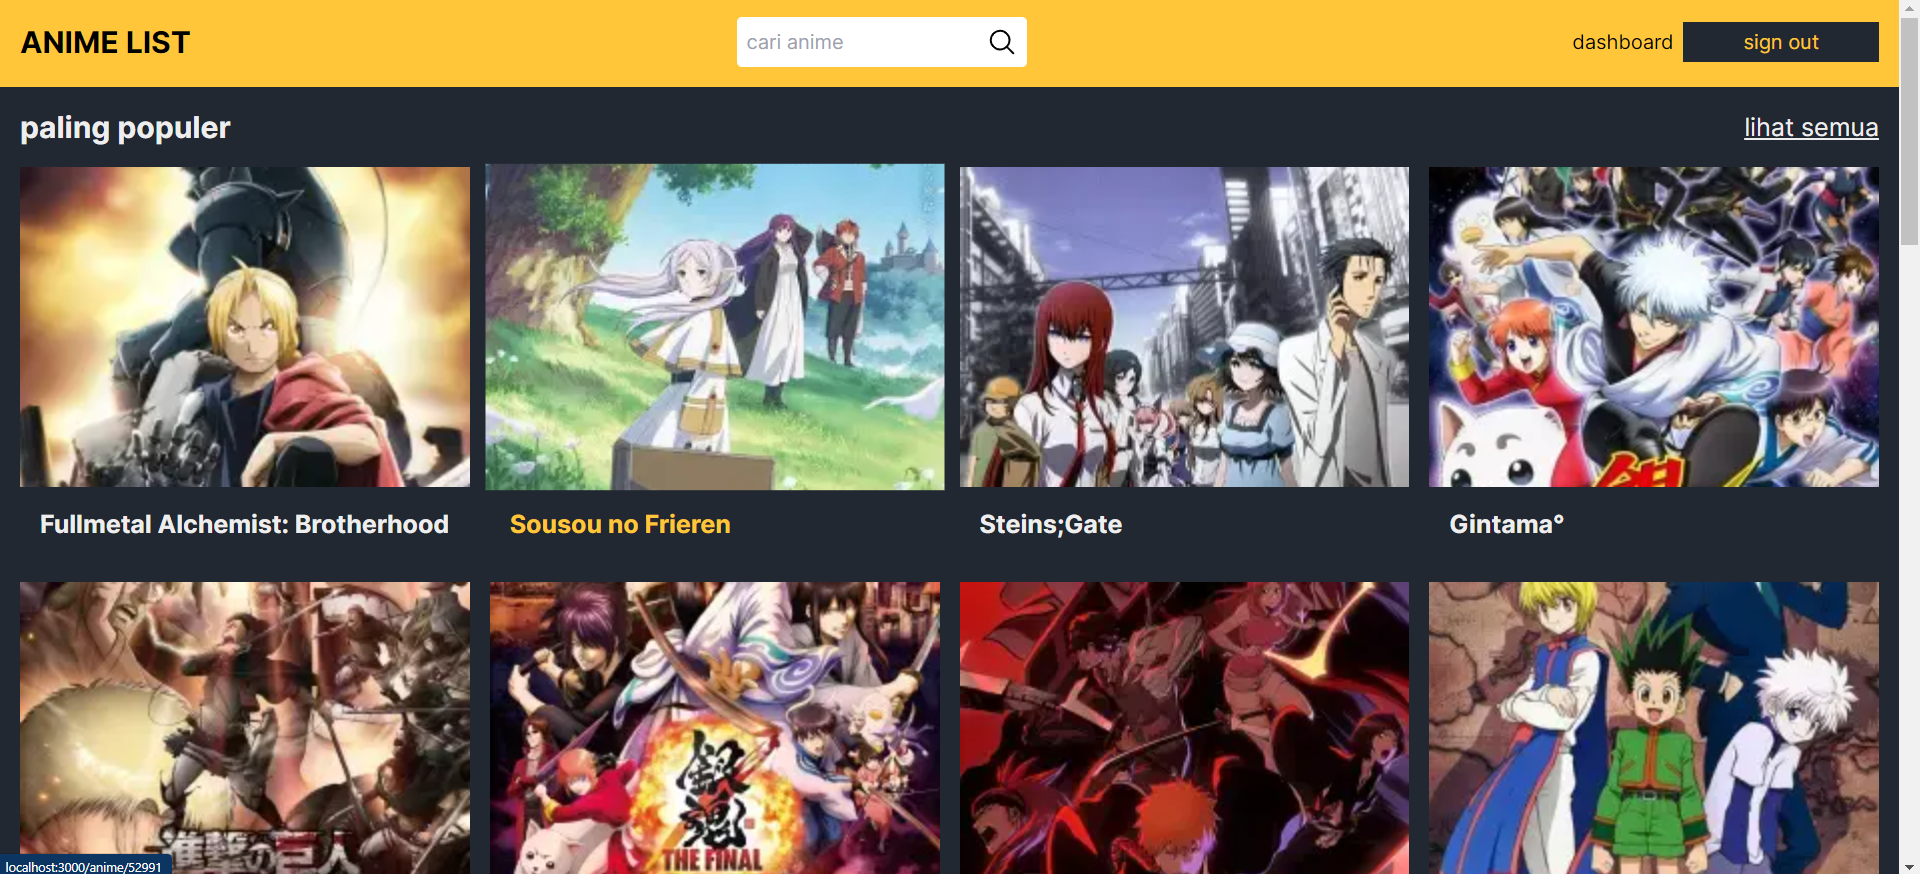 ANIME LIST
cari anime
dashboard
sign out
paling populer
lihat semua
Fullmetal Alchemist: Brotherhood
Sousou no Frieren
Steins;Gate
Gintama°
進撃の巨人
銀魂
THE FINAL
localhost:3000/anime/52991